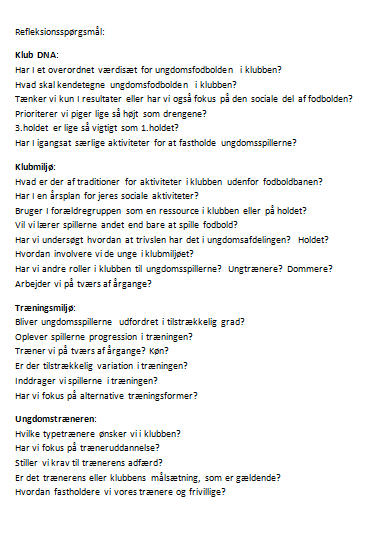 Refleksionsspørgsmål:
Klub DNA:
Har I et overordnet værdisæt for ungdomsfodbolden i klubben?
Hvad skal kendetegne ungdomsfodbolden i klubben?
Tænker vi kun I resultater eller har vi også fokus på den sociale del af fodbolden?
Prioriterer vi piger lige så højt som drengene?
3.holdet er lige så vigtigt som 1.holdet?
Har I igangsat særlige aktiviteter for at fastholde ungdomsspillerne?
Klubmiljø:
Hvad er der af traditioner for aktiviteter i klubben udenfor fodboldbanen?
Har I en årsplan for jeres sociale aktiviteter?
Bruger I forældregruppen som en ressource i klubben eller på holdet?
Vil vi lærer spillerne andet end bare at spille fodbold?
Har vi undersøgt hvordan at trivslen har det i ungdomsafdelingen? Holdet?
Hvordan involvere vi de unge i klubmiljøet?
Har vi andre roller i klubben til ungdomsspillerne? Ungtrænere? Dommere?
Arbejder vi på tværs af årgange?
Træningsmiljø:
Bliver ungdomsspillerne udfordret i tilstrækkelig grad?
Oplever spillerne progression i træningen?
Træner vi på tværs af årgange? Køn?
Er der tilstrækkelig variation i træningen?
Inddrager vi spillerne i træningen?
Har vi fokus på alternative træningsformer?
Ungdomstræneren:
Hvilke typetrænere ønsker vi i klubben?
Har vi fokus på træneruddannelse?
Stiller vi krav til trænerens adfærd?
Er det trænerens eller klubbens målsætning, som er gældende?
Hvordan fastholdere vi vores trænere og frivillige?